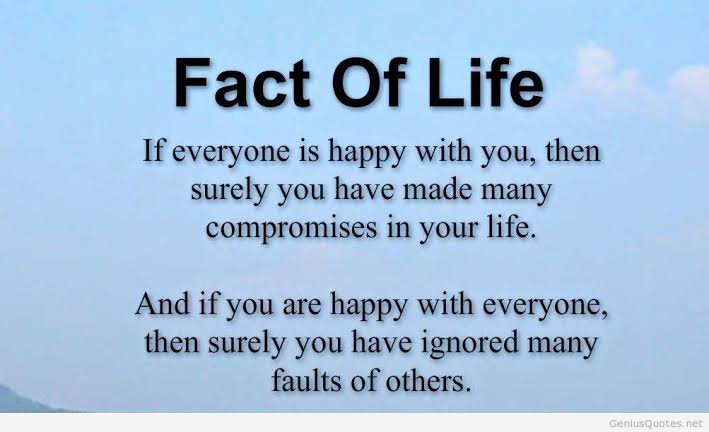 Fact Of Life
If everyone is happy with you, then
surely you have made many
compromises in your life.
And if you are happy with everyone,
then surely you have ignored many
faults of others.
GeniusQuotes.net